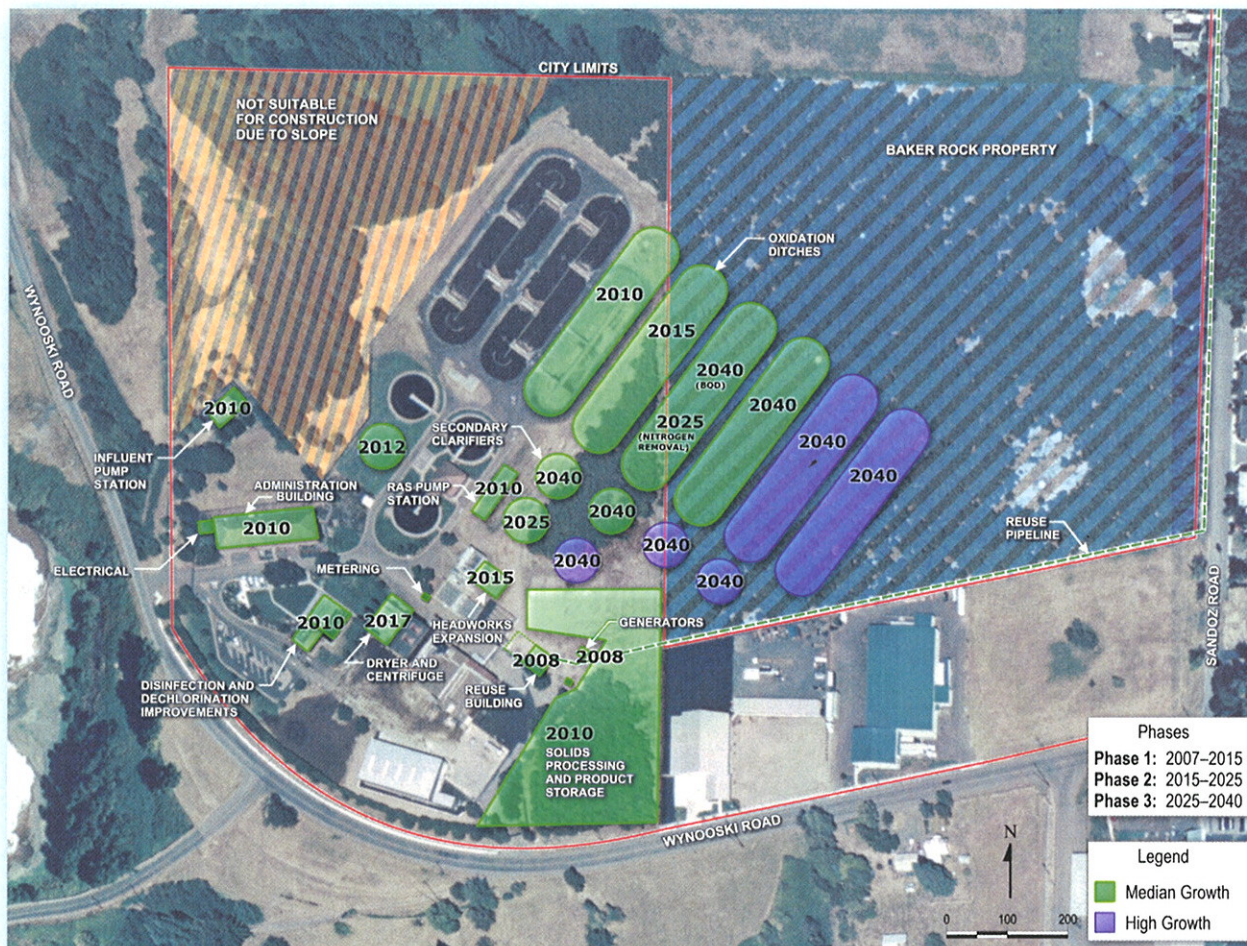 CITY LIMITS
NOT SUITABLE
FOR CONSTRUCTION
DUE TO SLOPE
BAKER ROCK PROPERTY
OXIDATION
DITCHES
WYNOOSKI ROAD
2010
2015
2040
(BOD)
2025
(NITROGEN
REMOVAL)
2040
2040
2040
2010
INFLUENT
PUMP
STATION
2012
SECONDARY
CLARIFIERS
2040
2025
2040
2040
2040
2040
RAS PUMP
STATION
2010
ADMINISTRATION
BUILDING
2010
ELECTRICAL
METERING
2015
HEADWORKS
EXPANSION
2010
2017
DRYER AND
CENTRIFUGE
DISINFECTION AND
DECHLORINATION
IMPROVEMENTS
GENERATORS
2008
2008
REUSE
BUILDING
2010
SOLIDS
PROCESSING
AND PRODUCT
STORAGE
REUSE
PIPELINE
SANDOZ ROAD
WYNOOSKI ROAD
Phases
Phase 1: 2007–2015
Phase 2: 2015–2025
Phase 3: 2025–2040
N
0 100 200
Legend
Median Growth
High Growth